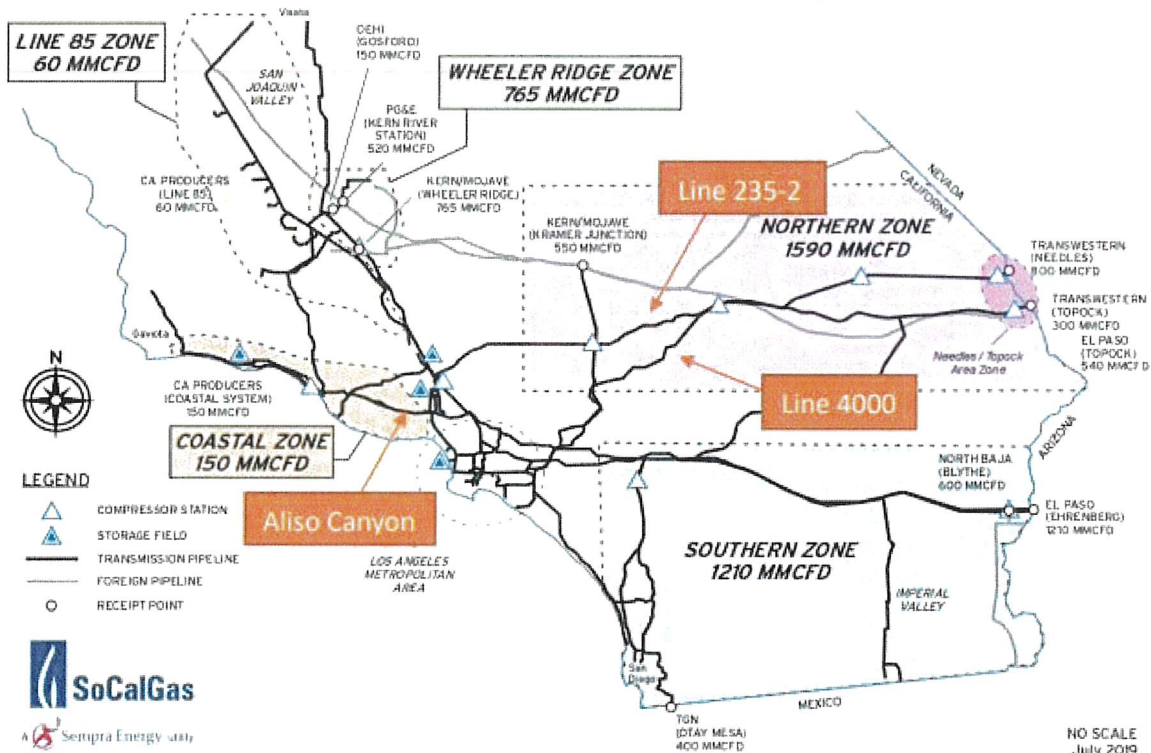 Visalia
OEHI
(GOSFORD)
150 MMCFD
LINE 85 ZONE
60 MMCFD
SAN
JOAQUIN
VALLEY
WHEELER RIDGE ZONE
765 MMCFD
PG&E
(KERN RIVER
STATION)
520 MMCFD
CA PRODUCERS
(LINE 85)
60 MMCFD
KERN/MOJAVE
(WHEELER RIDGE)
765 MMCFD
Line 235-2
NEVADA
CALIFORNIA
KERN/MOJAVE
(KRAMER JUNCTION)
550 MMCFD
NORTHERN ZONE
1590 MMCFD
TRANSWESTERN
(NEEDLES)
800 MMCFD
TRANSWESTERN
(TOPOCK)
300 MMCFD
EL PASO
(TOPOCK)
540 MMCFD
Needles / Topock
Area Zone
Gaviota
N
CA PRODUCERS
(COASTAL SYSTEM)
150 MMCFD
Line 4000
COASTAL ZONE
150 MMCFD
ARIZONA
NORTH BAJA
(BLYTHE)
600 MMCFD
EL PASO
(EHRENBERG)
1210 MMCFD
Aliso Canyon
LOS ANGELES
METROPOLITAN
AREA
SOUTHERN ZONE
1210 MMCFD
IMPERIAL
VALLEY
LEGEND
COMPRESSOR STATION
STORAGE FIELD
TRANSMISSION PIPELINE
FOREIGN PIPELINE
RECEIPT POINT
San
Diego
MEXICO
TGN
(OTAY MESA)
400 MMCFD
SoCalGas
A Sempra Energy utility
NO SCALE
July 2019